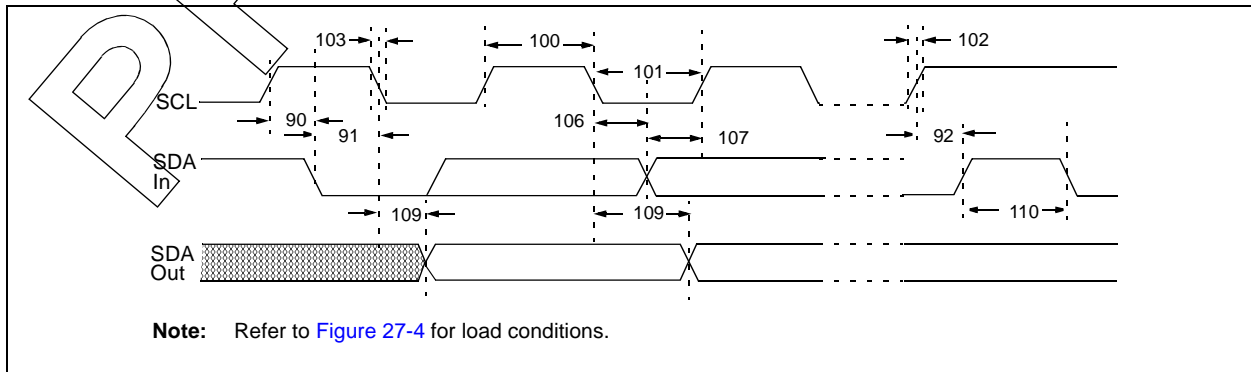 103
100
102
101
SCL
90
91
106
107
92
SDA
In
109
109
110
SDA
Out
Note: Refer to Figure 27-4 for load conditions.